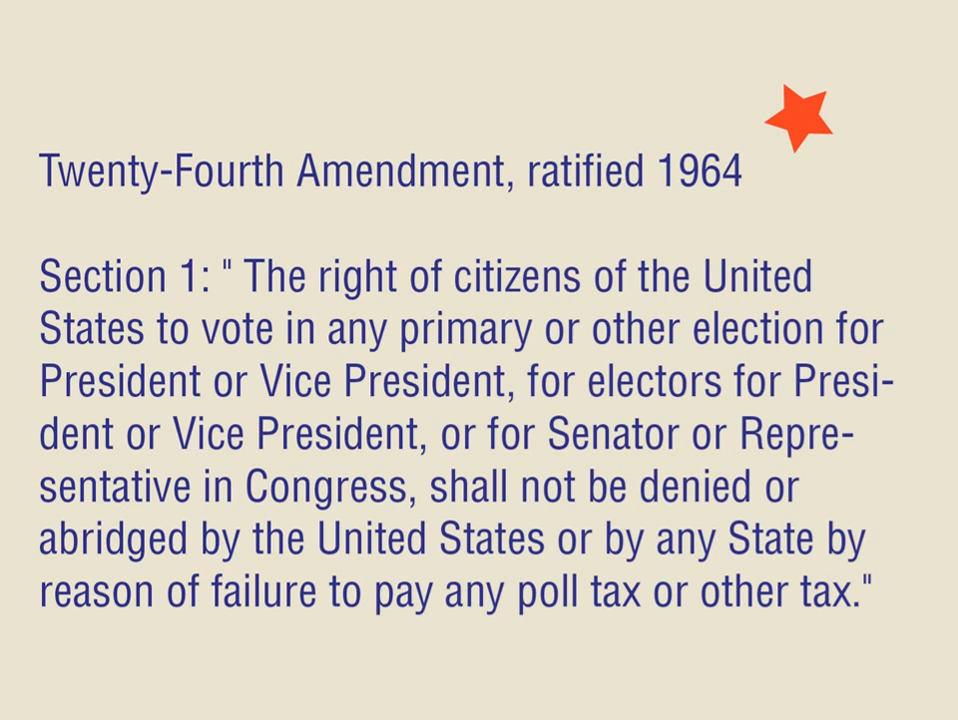 Twenty-Fourth Amendment, ratified 1964
Section 1: " The right of citizens of the United
States to vote in any primary or other election for
President or Vice President, for electors for Presi-
dent or Vice President, or for Senator or Repre-
sentative in Congress, shall not be denied or
abridged by the United States or by any State by
reason of failure to pay any poll tax or other tax."